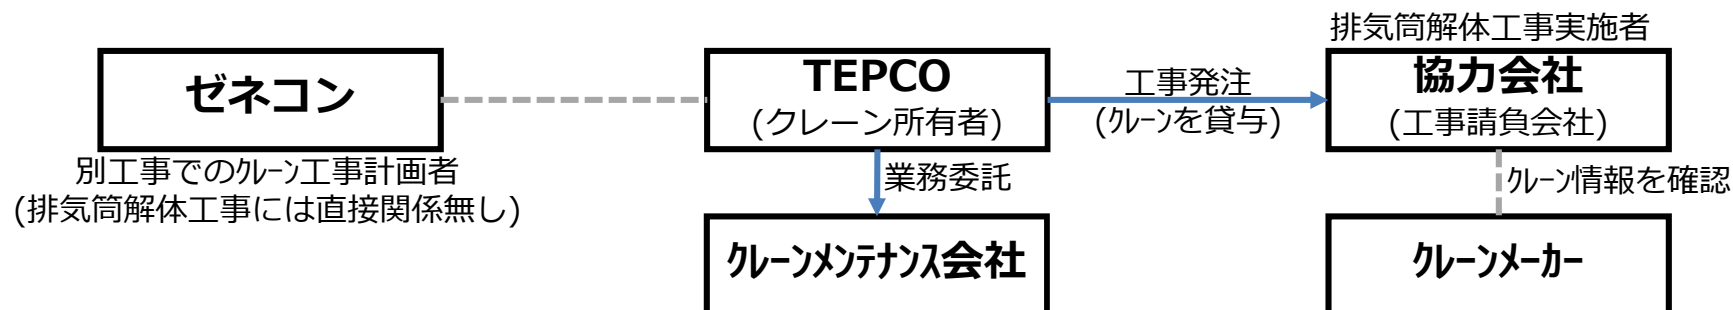 排気筒解体工事実施者
ゼネコン
TEPCO
(クレーン所有者)
工事発注
(ｸﾚｰﾝを貸与)
協力会社
(工事請負会社)
別工事でのｸﾚｰﾝ工事計画者
(排気筒解体工事には直接関係無し)
業務委託
ｸﾚｰﾝ情報を確認
ｸﾚｰﾝﾒﾝﾃﾅﾝｽ会社
ｸﾚｰﾝﾒｰｶｰ